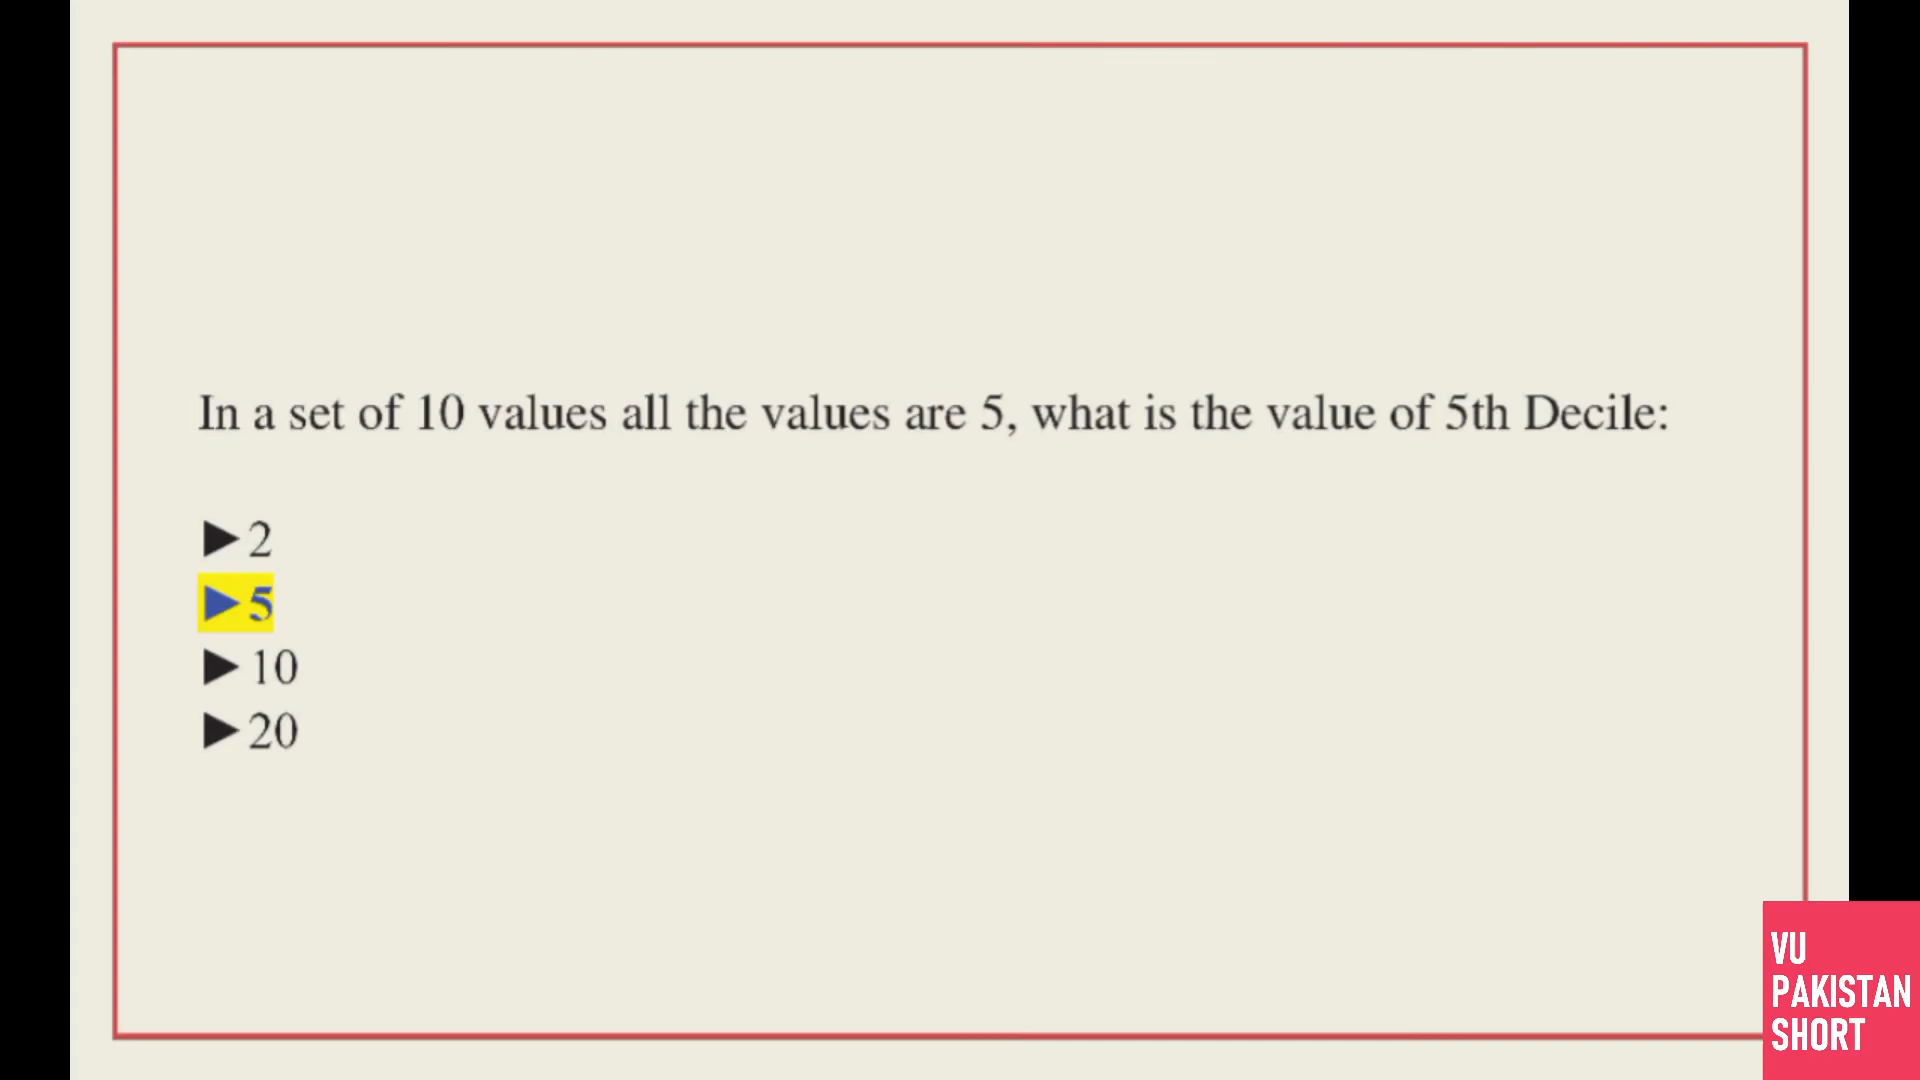 In a set of 10 values all the values are 5, what is the value of 5th Decile:
►2
►5
►10
►20
VU
PAKISTAN
SHORT